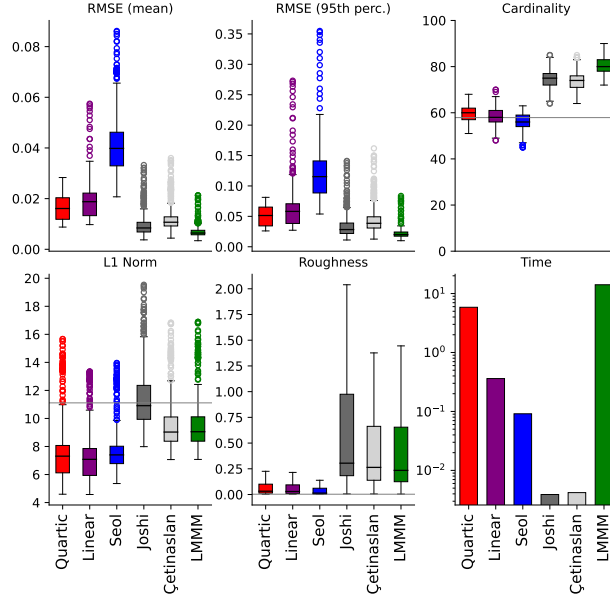 RMSE (mean)
0.00
0.02
0.04
0.06
0.08
RMSE (95th perc.)
0.00
0.05
0.10
0.15
0.20
0.25
0.30
0.35
Cardinality
0
20
40
60
80
100
L1 Norm
4
6
8
10
12
14
16
18
20
Quartic
Linear
Seol
Joshi
Çetinaslan
LMMM
Roughness
0.00
0.25
0.50
0.75
1.00
1.25
1.50
1.75
2.00
Quartic
Linear
Seol
Joshi
Çetinaslan
LMMM
Time
10⁻²
10⁻¹
10⁰
10¹
Quartic
Linear
Seol
Joshi
Çetinaslan
LMMM